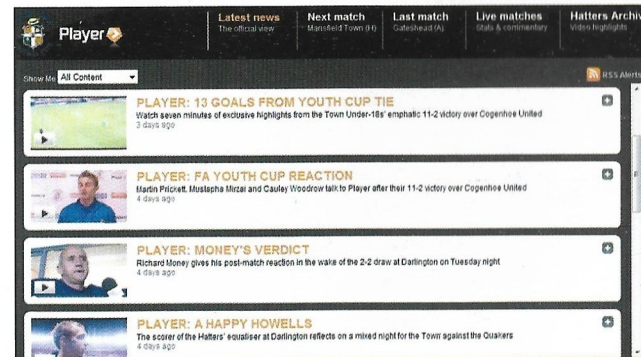 Player
Latest news
The official view
Next match
Mansfield Town (H)
Last match
Gateshead (A)
Live matches
Stats & commentary
Hatters Archi
Video highlights
Show Me All Content
RSS Alerts
PLAYER: 13 GOALS FROM YOUTH CUP TIE
Watch seven minutes of exclusive highlights from the Town Under-18s' emphatic 11-2 victory over Cogenhoe United
3 days ago
PLAYER: FA YOUTH CUP REACTION
Martin Prickett, Mustapha Mirzai and Cauley Woodrow talk to Player after their 11-2 victory over Cogenhoe United
4 days ago
PLAYER: MONEY'S VERDICT
Richard Money gives his post-match reaction in the wake of the 2-2 draw at Darlington on Tuesday night
4 days ago
PLAYER: A HAPPY HOWELLS
The scorer of the Hatters' equaliser at Darlington reflects on a mixed night for the Town against the Quakers
4 days ago